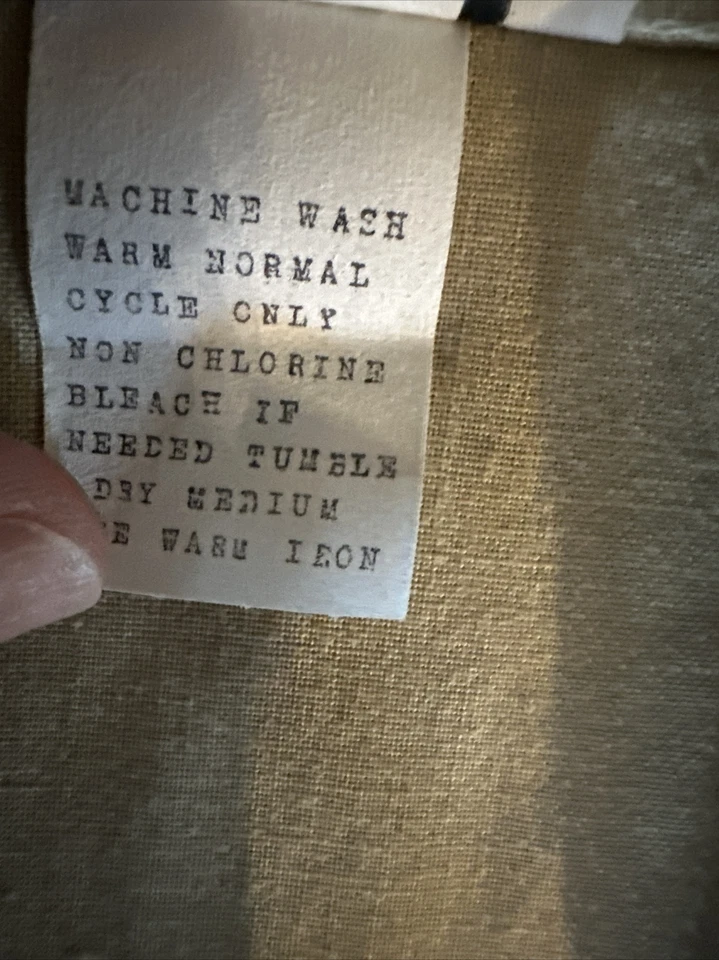 MACHINE WASH
WARM NORMAL
CYCLE ONLY
NON CHLORINE
BLEACH IF
NEEDED TUMBLE
DRY MEDIUM
WARM IRON